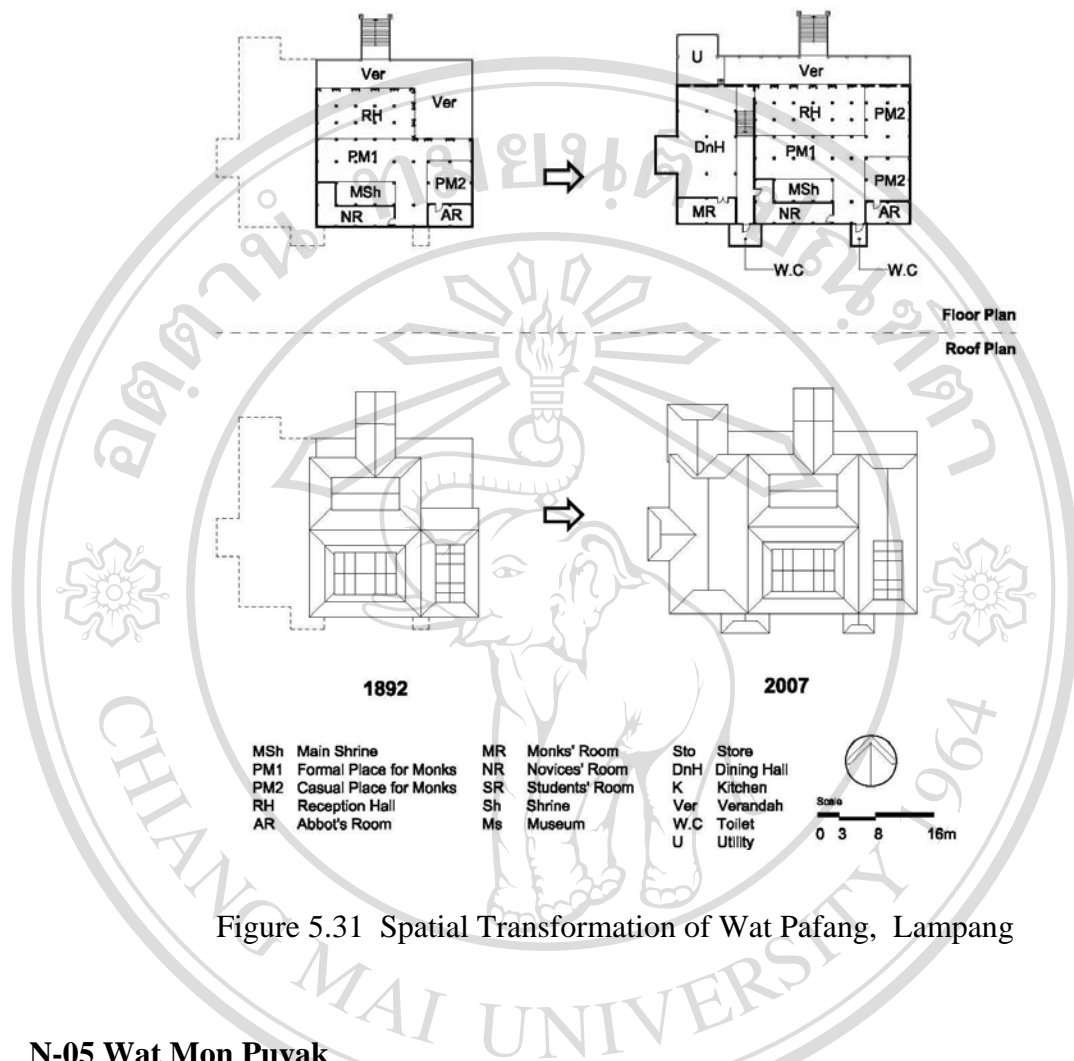 Ver
RH
Ver
PM1
PM2
MSh
NR
AR
U
Ver
RH
PM2
DnH
PM1
MSh
PM2
MR
NR
AR
W.C
W.C
Floor Plan
Roof Plan
1892
2007
MSh Main Shrine
PM1 Formal Place for Monks
PM2 Casual Place for Monks
RH Reception Hall
AR Abbot's Room
MR Monks' Room
NR Novices' Room
SR Students' Room
Sh Shrine
Ms Museum
Sto Store
DnH Dining Hall
K Kitchen
Ver Verandah
W.C Toilet
U Utility
Scale
0 3 8 16m
CHIANG MAI UNIVERSITY 1964
Figure 5.31 Spatial Transformation of Wat Pafang, Lampang
N-05 Wat Mon Puyak